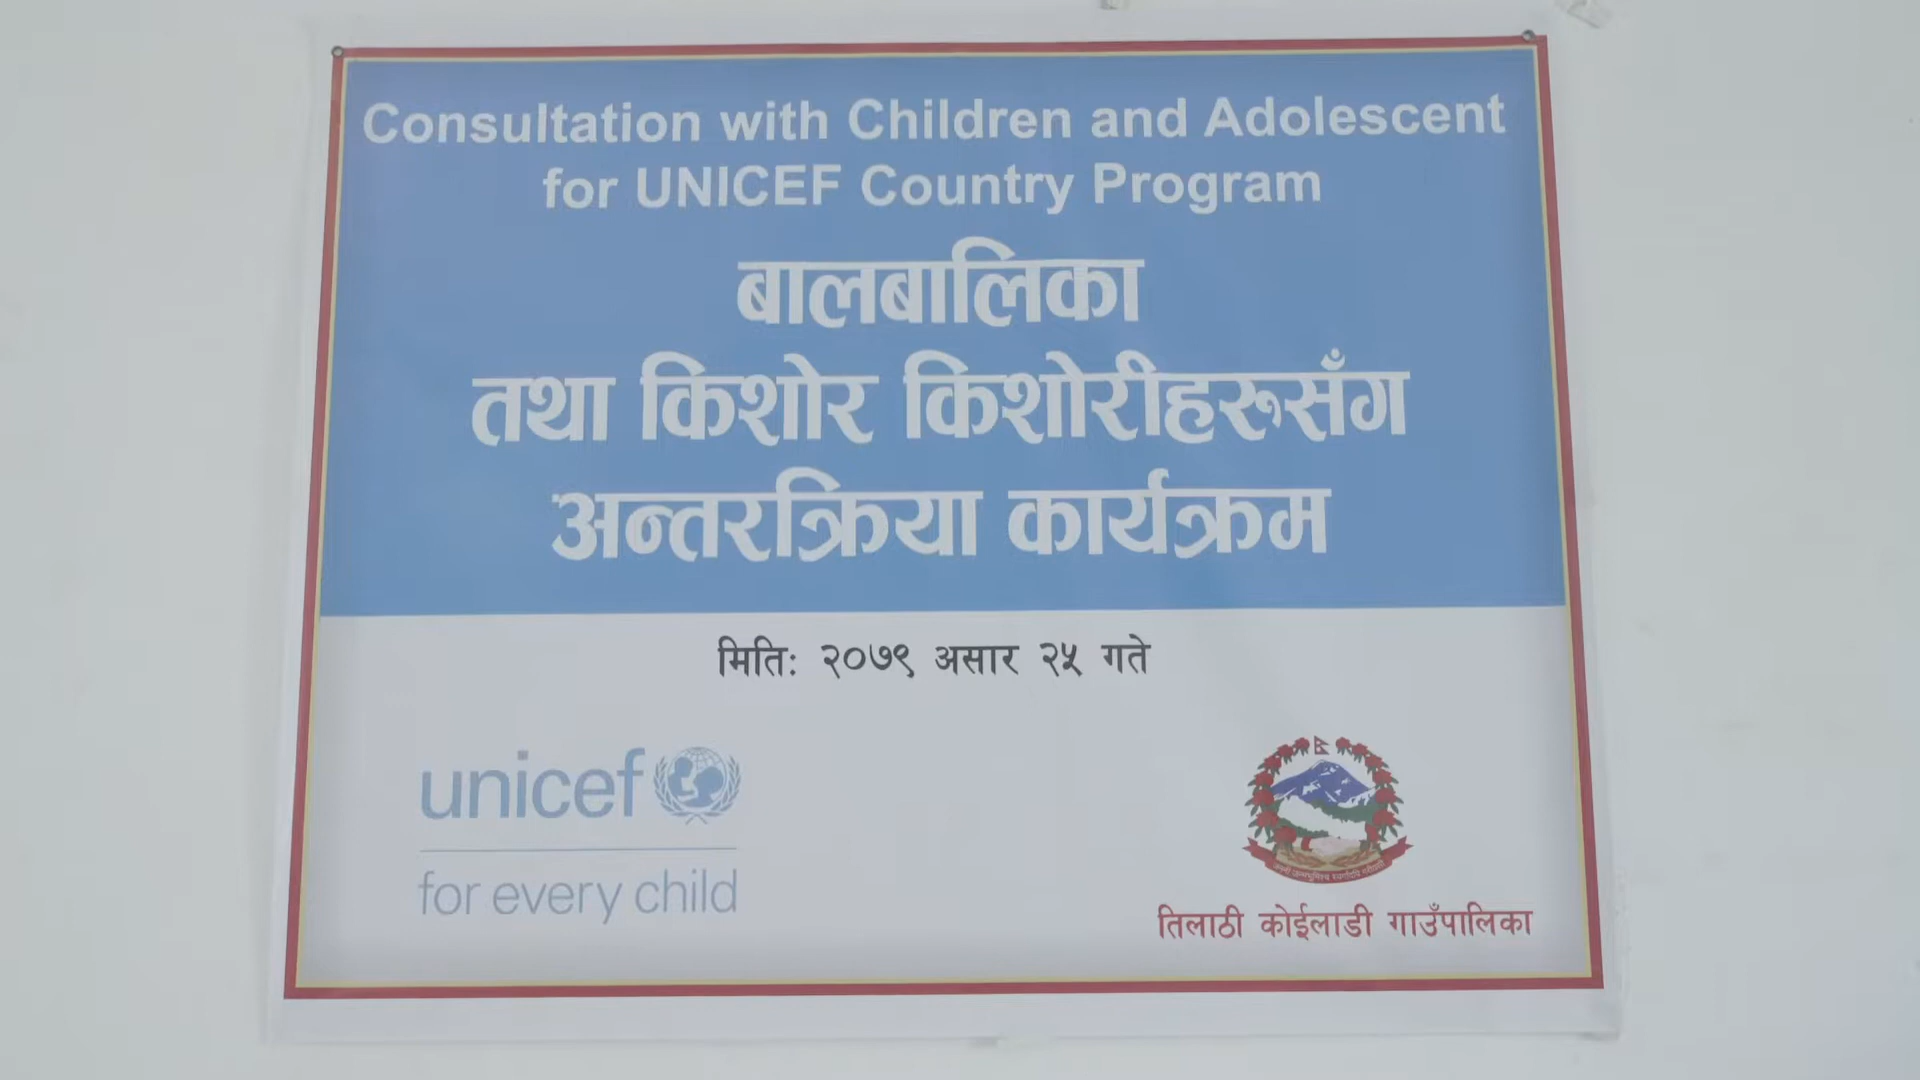 Consultation with Children and Adolescent
for UNICEF Country Program
बालबालिका
तथा किशोर किशोरीहरुसँग
अन्तरक्रिया कार्यक्रम
मितिः २०७९ असार २५ गते
unicef
for every child
तिलाठी कोईलाडी गाउँपालिका